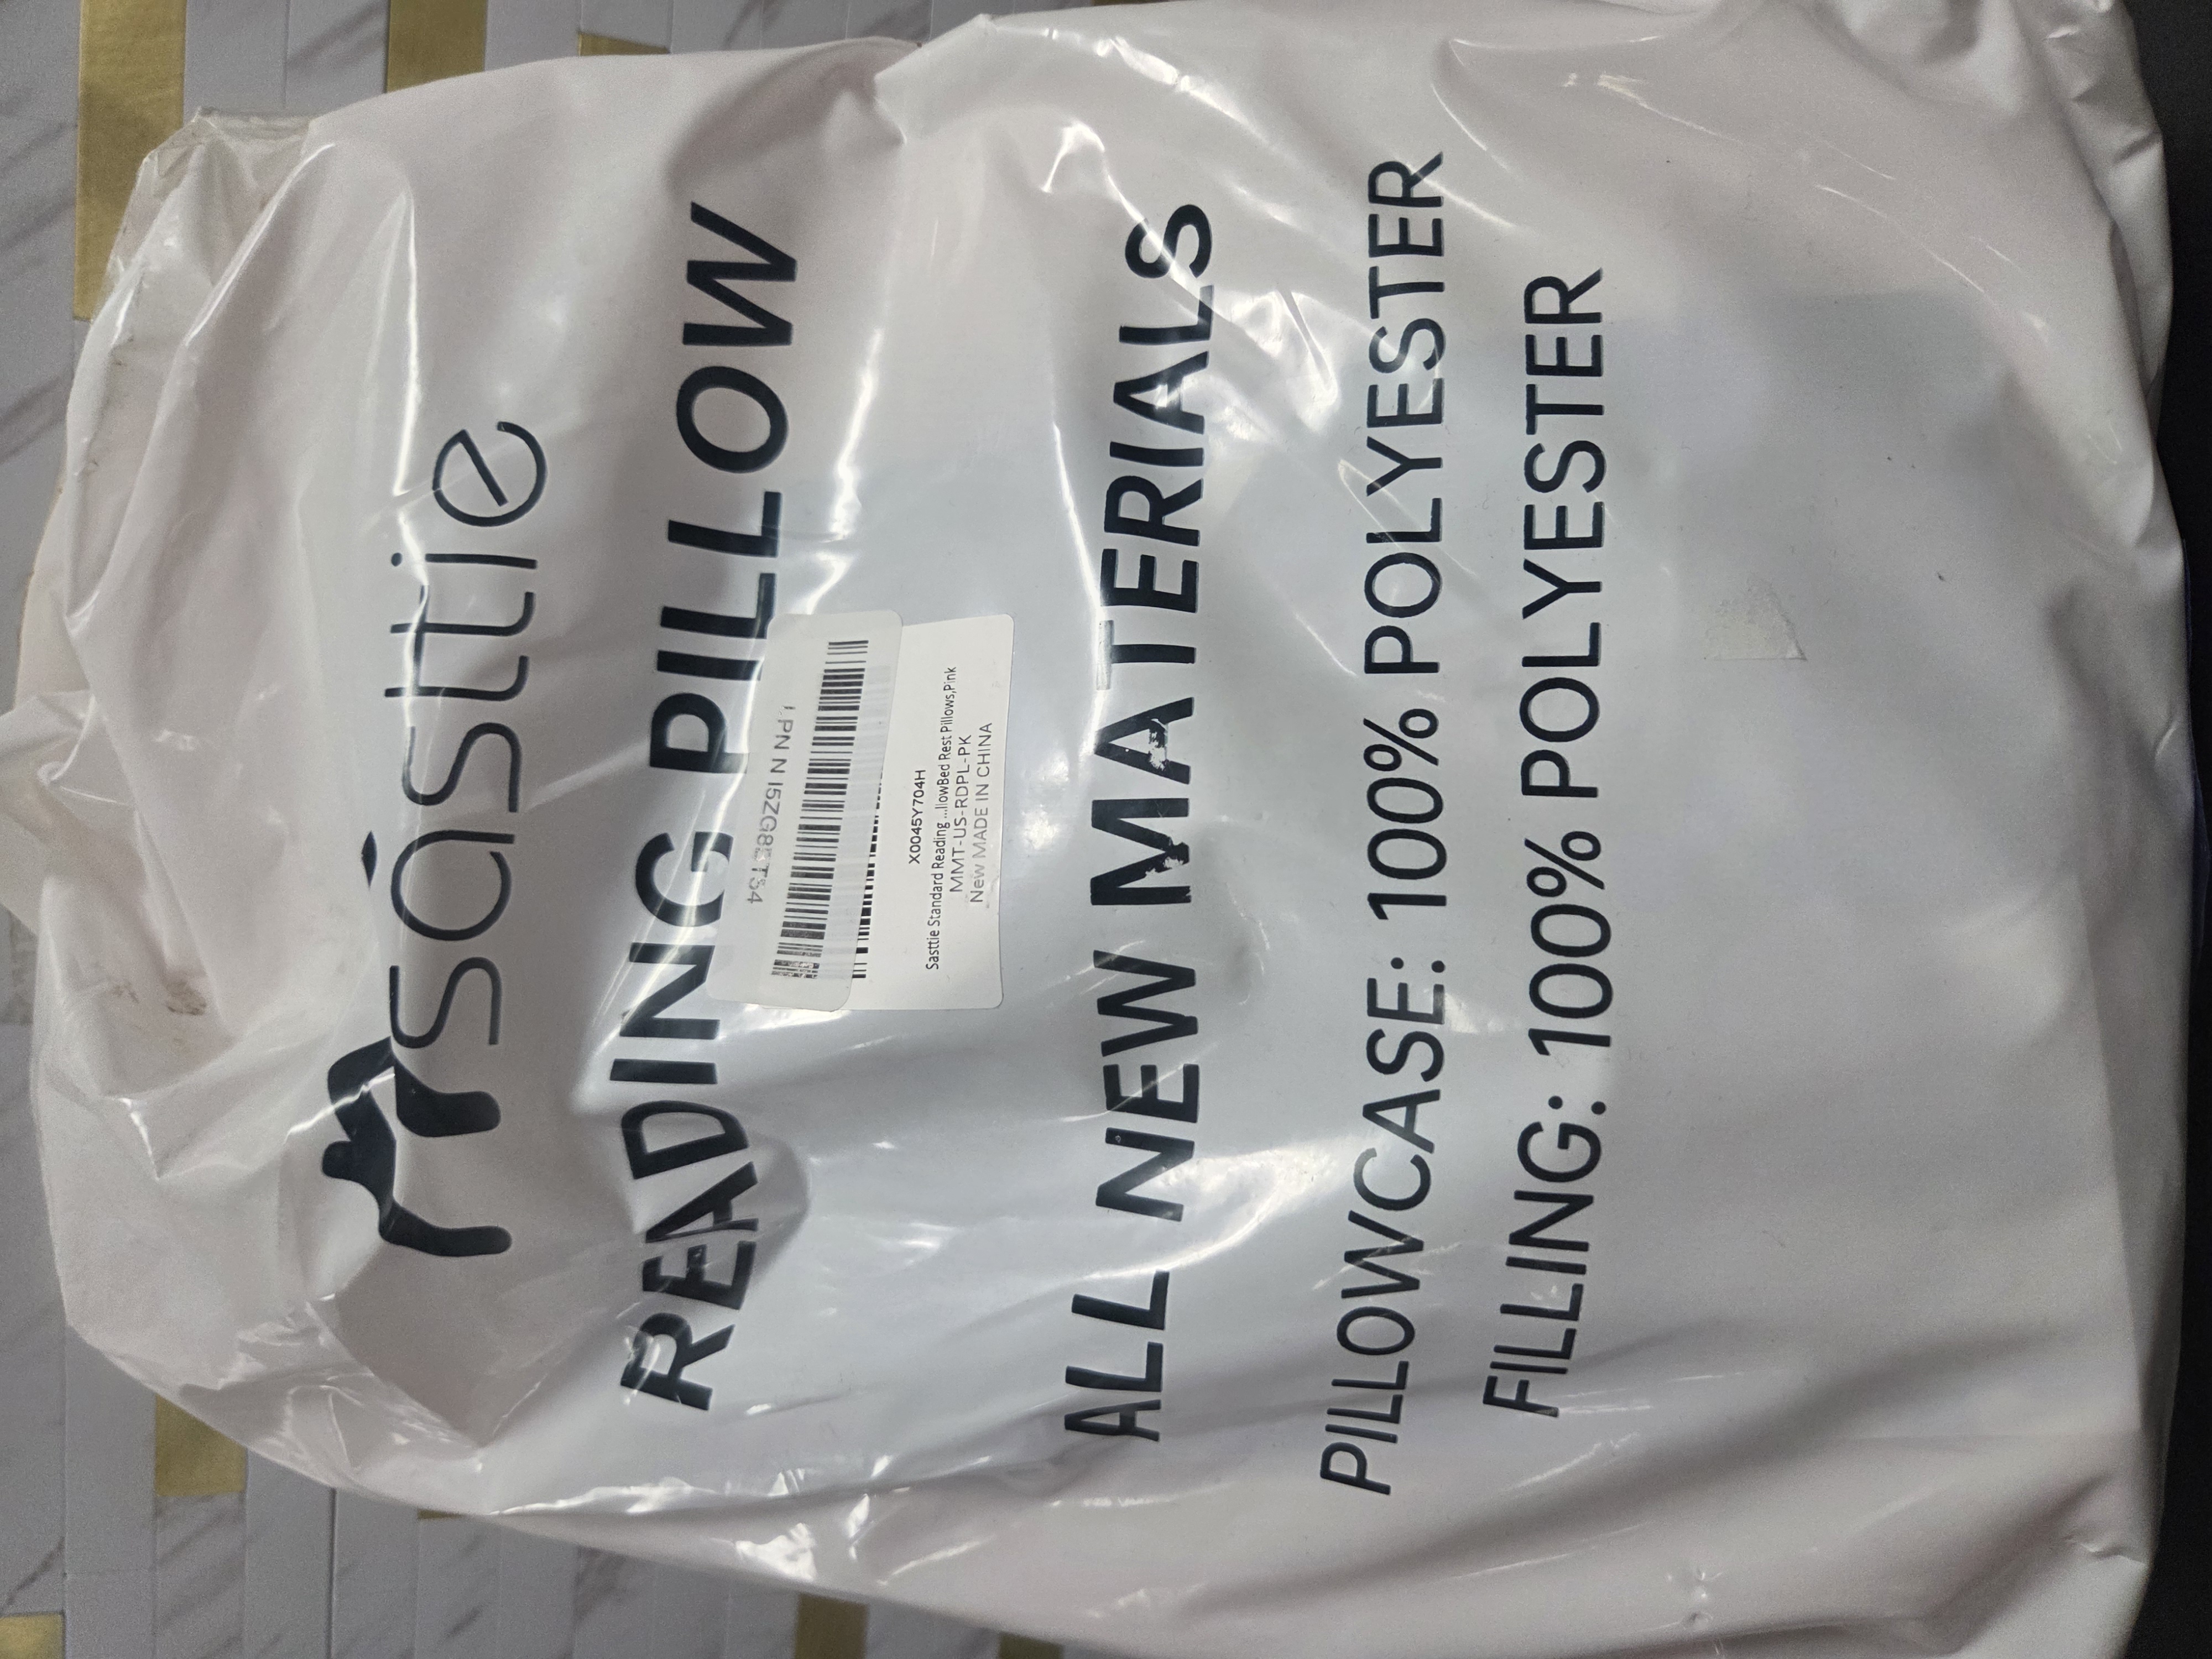 sasttie
READING PILLOW
X0045Y704H
Sasttie Standard Reading ...llowBed Rest Pillows,Pink
MMT-US-RDPL-PK
New MADE IN CHINA
ALL NEW MATERIALS
PILLOWCASE: 100% POLYESTER
FILLING: 100% POLYESTER